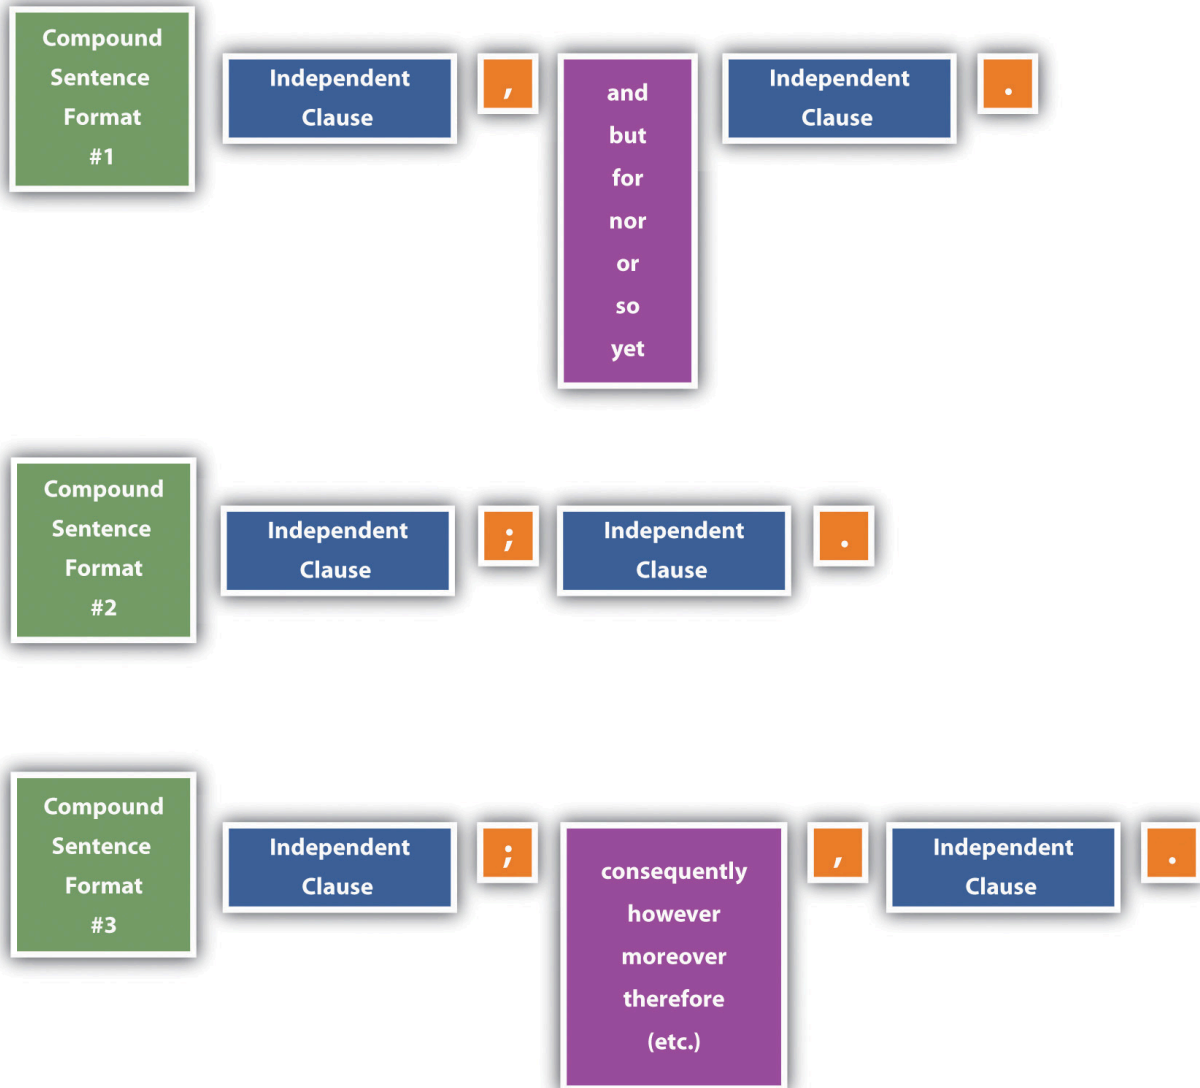 Compound
Sentence
Format
#1
Independent
Clause
,
and
but
for
nor
or
so
yet
Independent
Clause
.
Compound
Sentence
Format
#2
Independent
Clause
;
Independent
Clause
.
Compound
Sentence
Format
#3
Independent
Clause
;
consequently
however
moreover
therefore
(etc.)
,
Independent
Clause
.